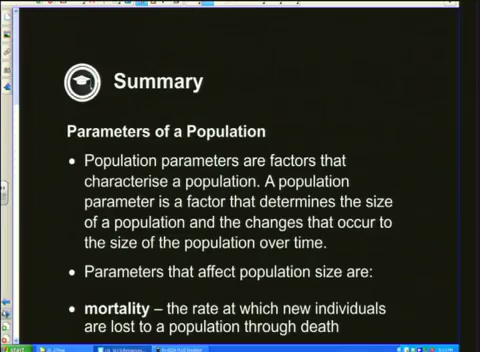 Summary
Parameters of a Population
• Population parameters are factors that
characterise a population. A population
parameter is a factor that determines the size
of a population and the changes that occur to
the size of the population over time.
• Parameters that affect population size are:
• mortality – the rate at which new individuals
are lost to a population through death
start